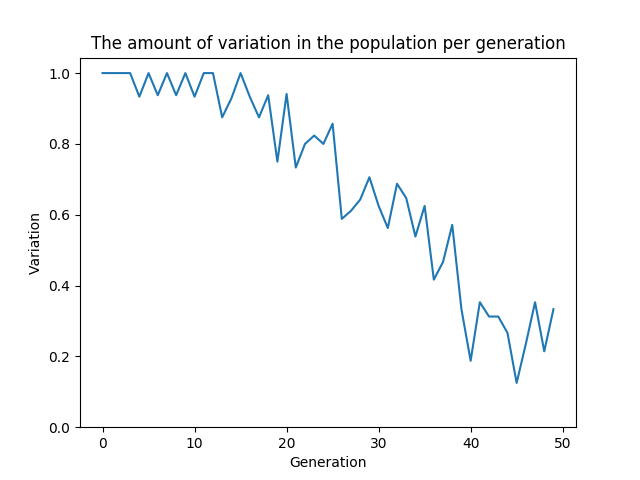 The amount of variation in the population per generation
1.0
0.8
0.6
0.4
0.2
0.0
Variation
0 10 20 30 40 50
Generation